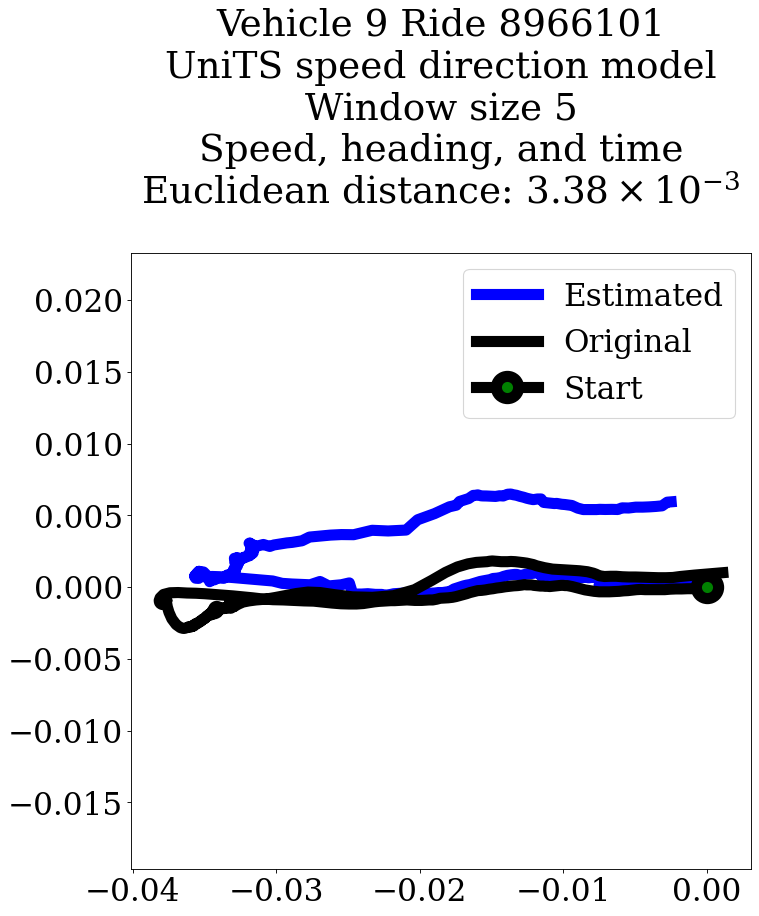 Vehicle 9 Ride 8966101
UniTS speed direction model
Window size 5
Speed, heading, and time
Euclidean distance: 3.38 × 10⁻³
Estimated
Original
Start
0.020
0.015
0.010
0.005
0.000
−0.005
−0.010
−0.015
−0.04 −0.03 −0.02 −0.01 0.00